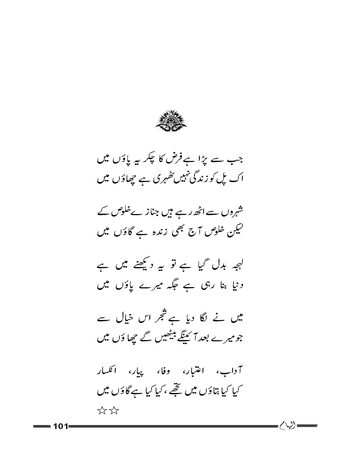 جب سے پڑا ہے فرض کا چکر یہ پاؤں میں
اک پل کو زندگی نہیں ٹھہری ہے چھاؤں میں
شہروں سے اٹھ رہے ہیں جنازے خلوص کے
لیکن خلوص آج بھی زندہ ہے گاؤں میں
لہجہ بدل گیا ہے تو یہ دیکھنے میں ہے
دنیا بنا رہی ہے جگہ میرے پاؤں میں
میں نے لگا دیا ہے شجر اس خیال سے
جو میرے بعد آئینگے بیٹھیں گے چھاؤں میں
آداب، اعتبار، وفا، پیار، انکسار
کیا کیا بتاؤں میں تجھے، کیا کیا ہے گاؤں میں
☆☆
101